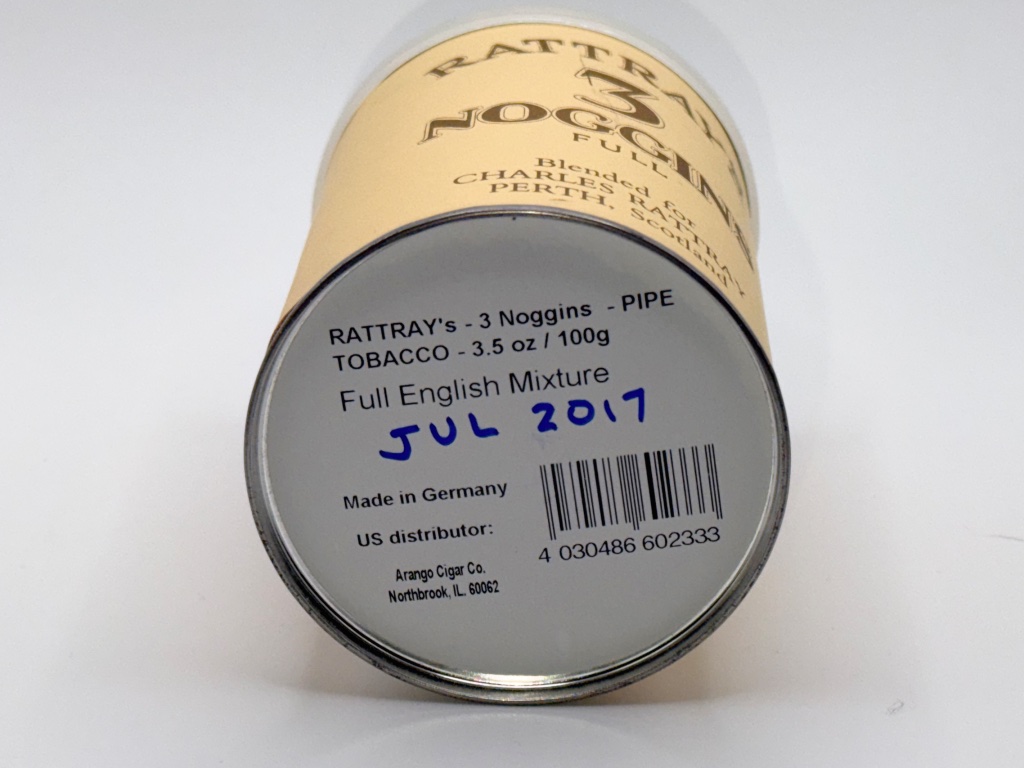 RATTRAY'S
3
NOGGINS
FULL
Blended for
CHARLES RATTRAY
PERTH, Scotland
RATTRAY's - 3 Noggins - PIPE
TOBACCO - 3.5 oz / 100g
Full English Mixture
JUL 2017
Made in Germany
US distributor:
Arango Cigar Co.
Northbrook, IL. 60062
4 030486 602333